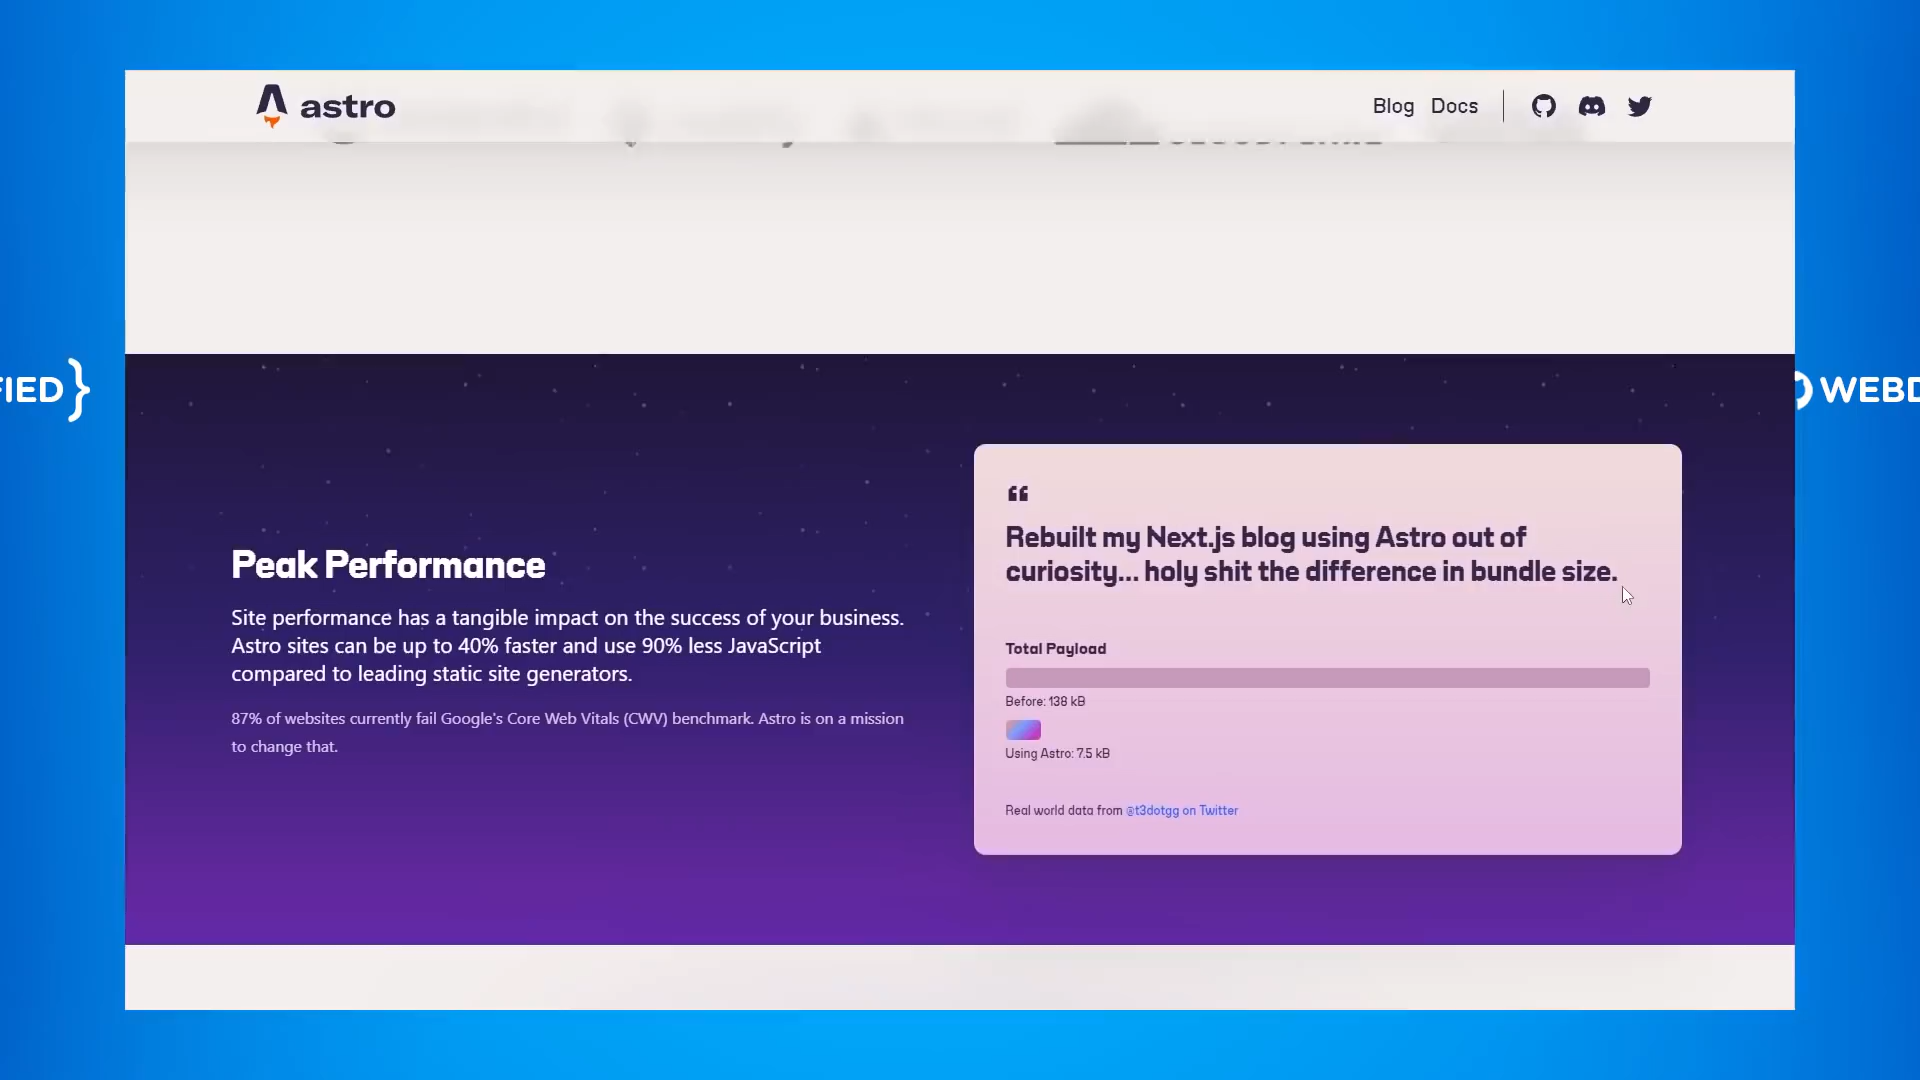 astro
Blog Docs
FIED}
WEBD
Peak Performance
Site performance has a tangible impact on the success of your business.
Astro sites can be up to 40% faster and use 90% less JavaScript
compared to leading static site generators.
87% of websites currently fail Google's Core Web Vitals (CWV) benchmark. Astro is on a mission
to change that.
“
Rebuilt my Next.js blog using Astro out of
curiosity... holy shit the difference in bundle size.
Total Payload
Before: 138 kB
Using Astro: 7.5 kB
Real world data from @t3dotgg on Twitter